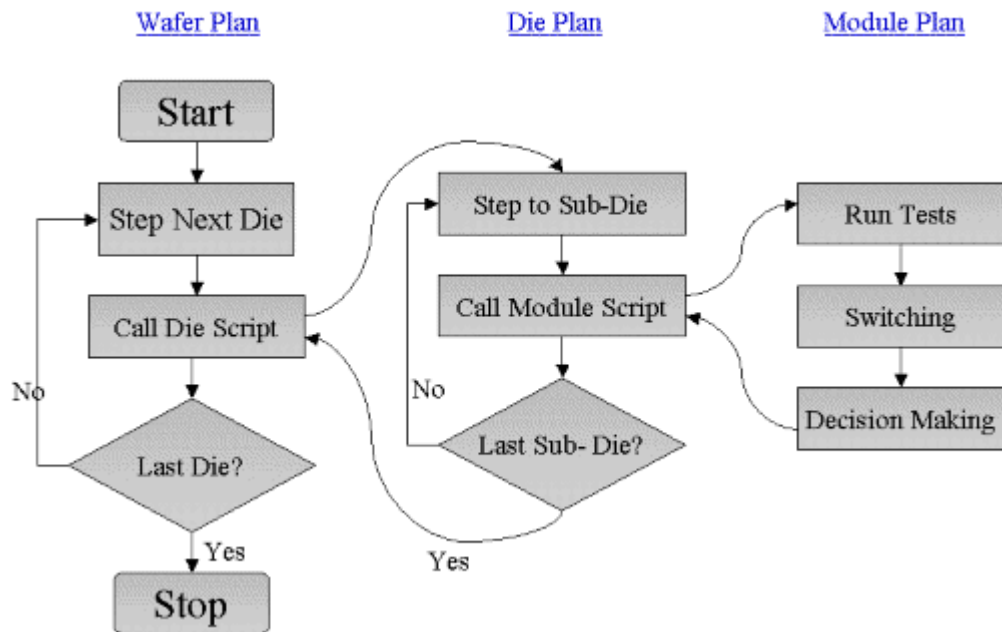 Wafer Plan
Die Plan
Module Plan
Start
Step Next Die
Call Die Script
No
Last Die?
Yes
Stop
Step to Sub-Die
Call Module Script
No
Last Sub- Die?
Yes
Run Tests
Switching
Decision Making